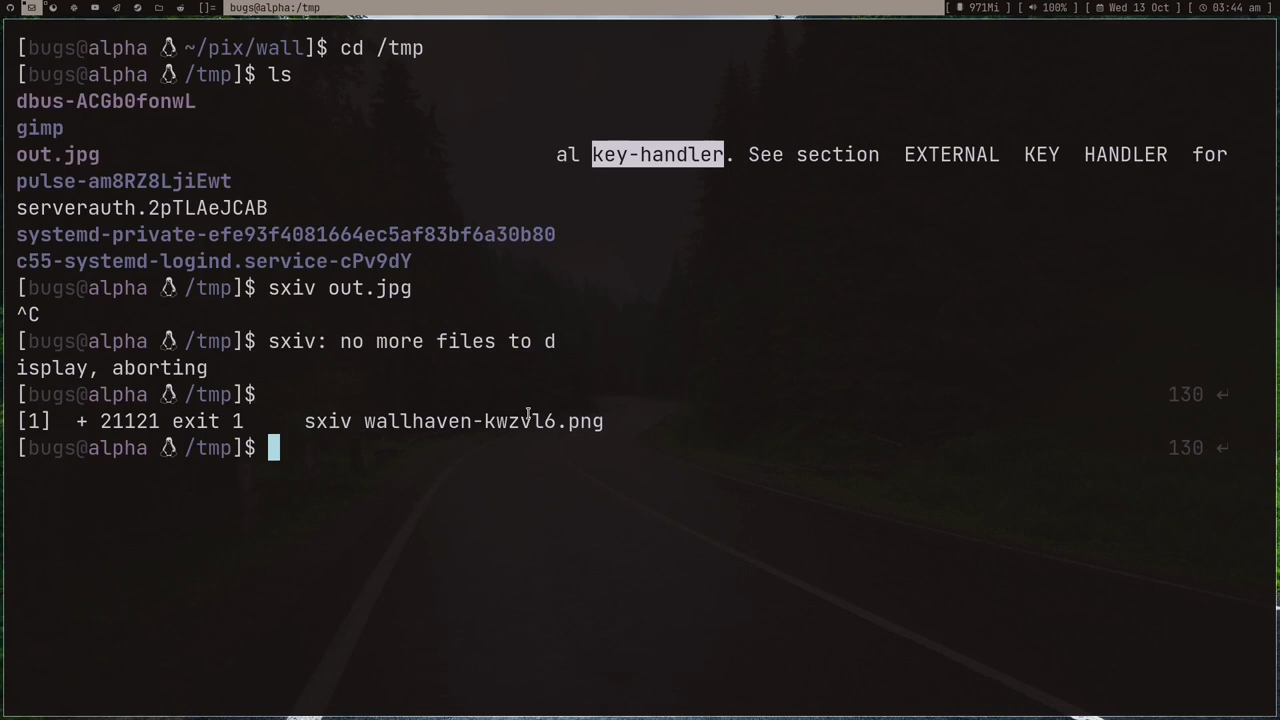 []= bugs@alpha:/tmp [ 971Mi ] [ 100% ] [ Wed 13 Oct ] [ 03:44 am ]
[bugs@alpha ~/pix/wall]$ cd /tmp
[bugs@alpha /tmp]$ ls
dbus-ACGb0fonwL
gimp
out.jpg al key-handler. See section EXTERNAL KEY HANDLER for
pulse-am8RZ8LjiEwt
serverauth.2pTLAeJCAB
systemd-private-efe93f4081664ec5af83bf6a30b80
c55-systemd-logind.service-cPv9dY
[bugs@alpha /tmp]$ sxiv out.jpg
^C
[bugs@alpha /tmp]$ sxiv: no more files to d
isplay, aborting
[bugs@alpha /tmp]$ 130 ↵
[1] + 21121 exit 1 sxiv wallhaven-kwzvl6.png
[bugs@alpha /tmp]$ 130 ↵